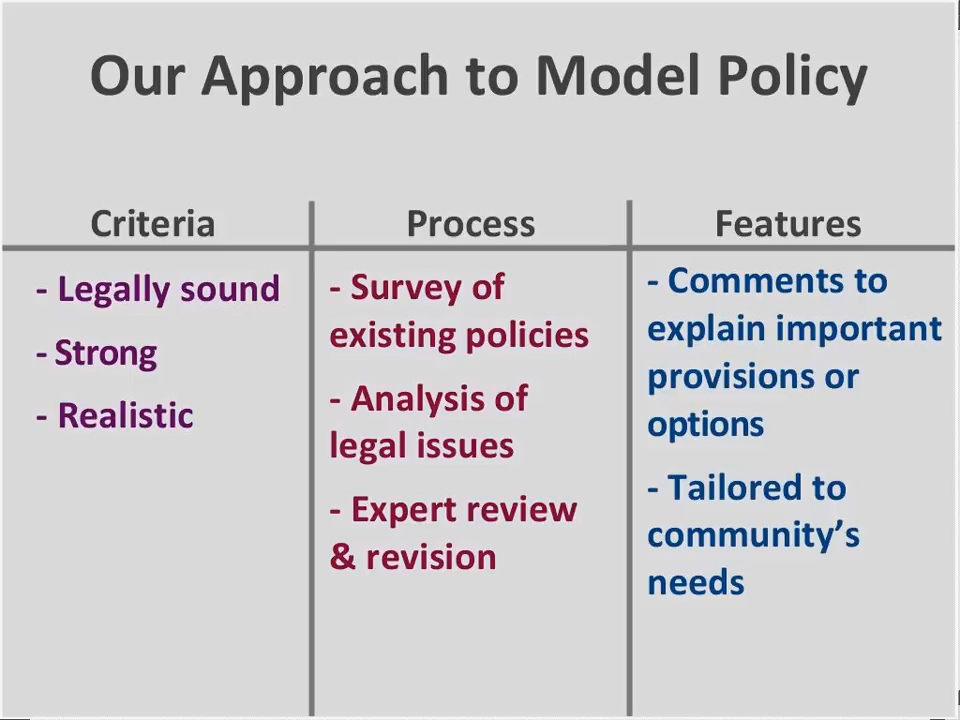 Our Approach to Model Policy
Criteria
- Legally sound
- Strong
- Realistic
Process
- Survey of
existing policies
- Analysis of
legal issues
- Expert review
& revision
Features
- Comments to
explain important
provisions or
options
- Tailored to
community’s
needs